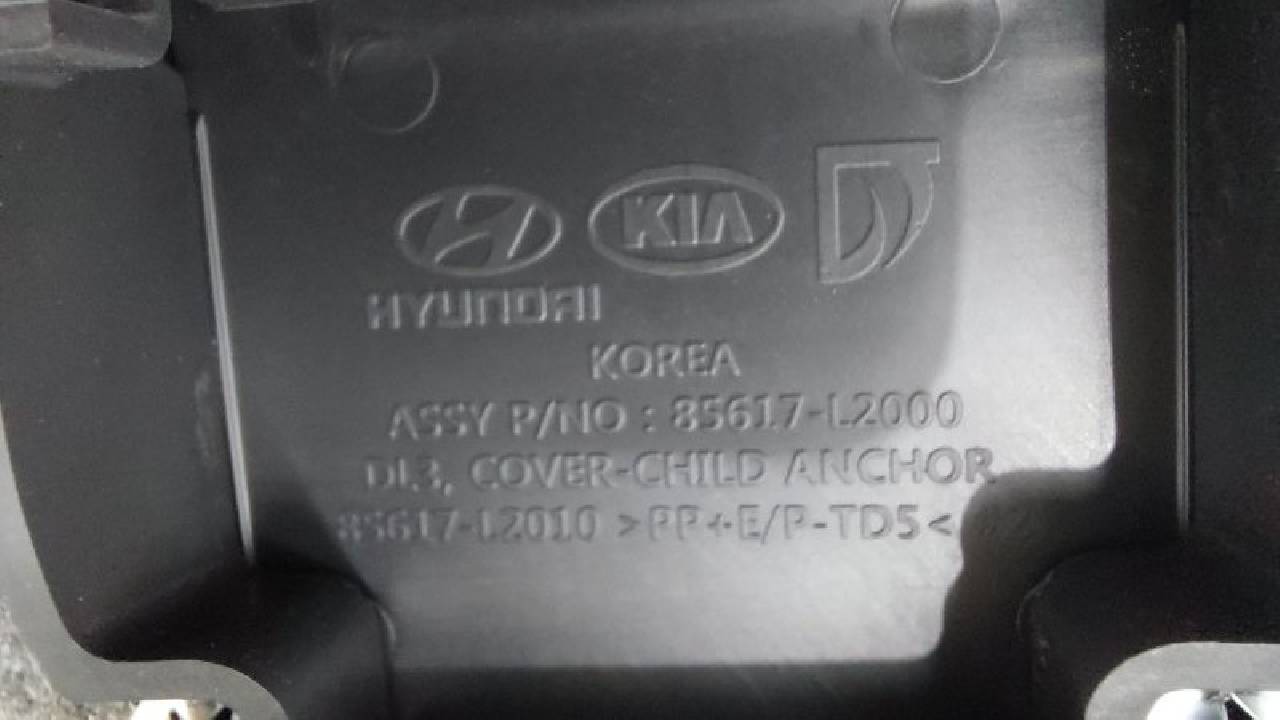 KIA
HYUNDAI
KOREA
ASSY P/NO : 85617-L2000
DL3, COVER-CHILD ANCHOR
85617-L2010 >PP+E/P-TD5<